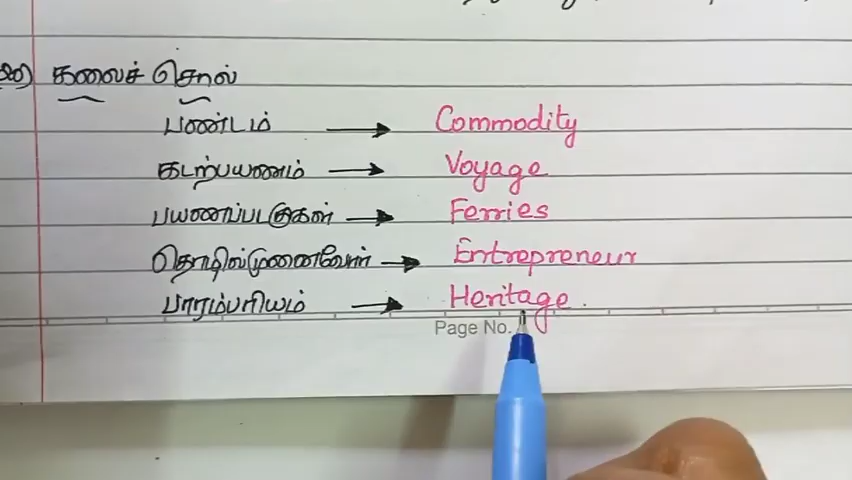 கலைச் சொல்
பண்டம் → Commodity
கடற்பயணம் → Voyage
பயணப்படகுகள் → Ferries
தொழில்முனைவோர் → Entrepreneur
பாரம்பரியம் → Heritage.
Page No.